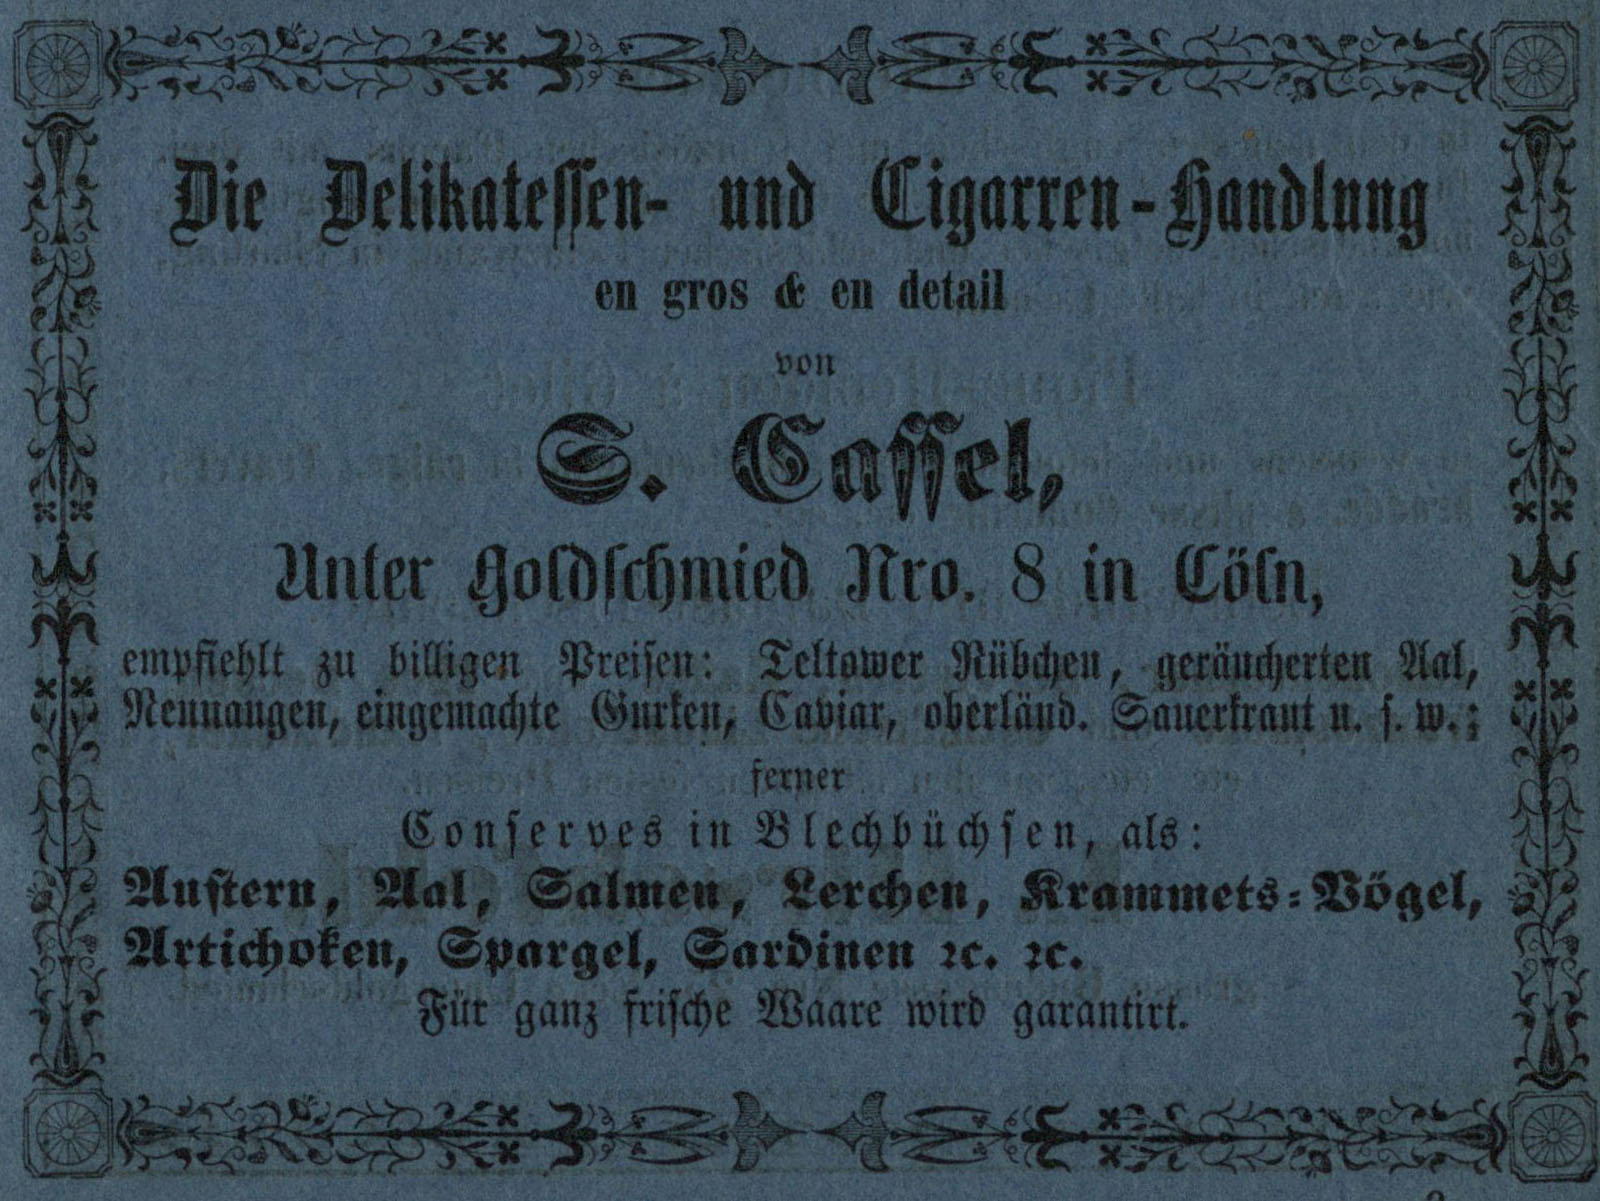 Die Delikatessen- und Cigarren-Handlung
en gros & en detail
von
S. Cassel,
Unter Goldschmied Nro. 8 in Cöln,
empfiehlt zu billigen Preisen: Teltower Rübchen, geräucherten Aal,
Neunaugen, eingemachte Gurken, Caviar, oberländ. Sauerkraut u. s. w.;
ferner
Conserves in Blechbüchsen, als:
Austern, Aal, Salmen, Lerchen, Krammets-Vögel,
Artichoken, Spargel, Sardinen ꝛc. ꝛc.
Für ganz frische Waare wird garantirt.